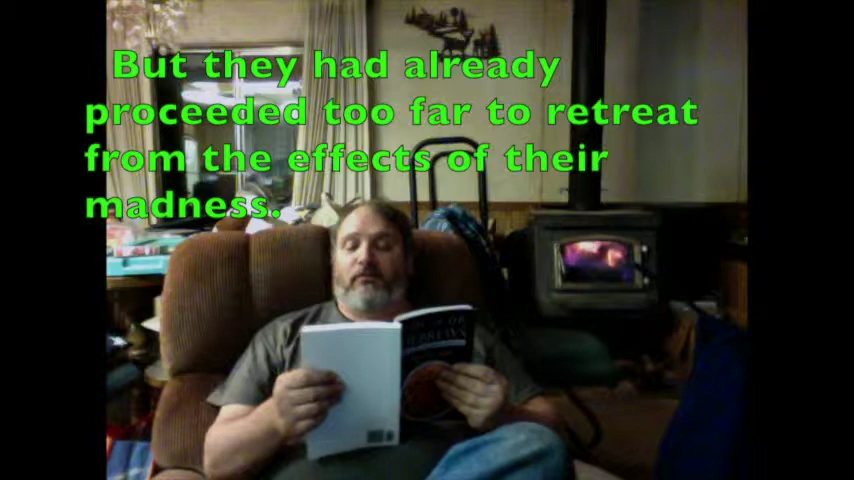 But they had already
proceeded too far to retreat
from the effects of their
madness.